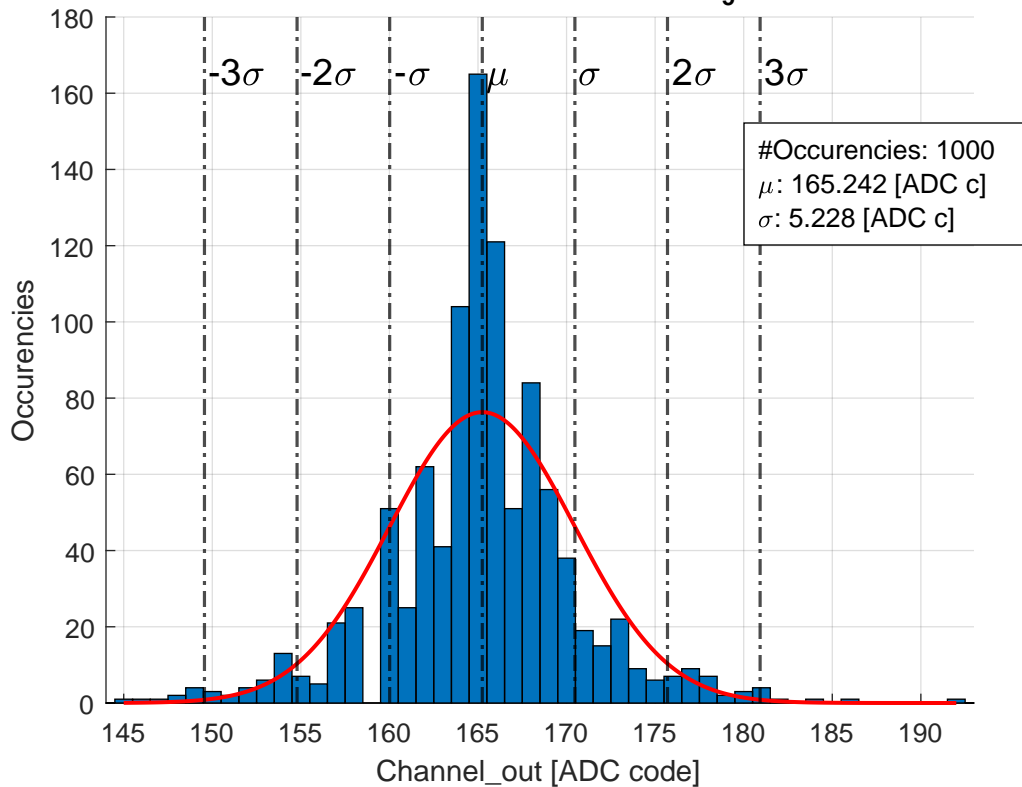 180
160
140
120
100
80
60
40
20
0
Occurencies
-3σ -2σ -σ μ σ 2σ 3σ
#Occurencies: 1000
μ: 165.242 [ADC c]
σ: 5.228 [ADC c]
145 150 155 160 165 170 175 180 185 190
Channel_out [ADC code]